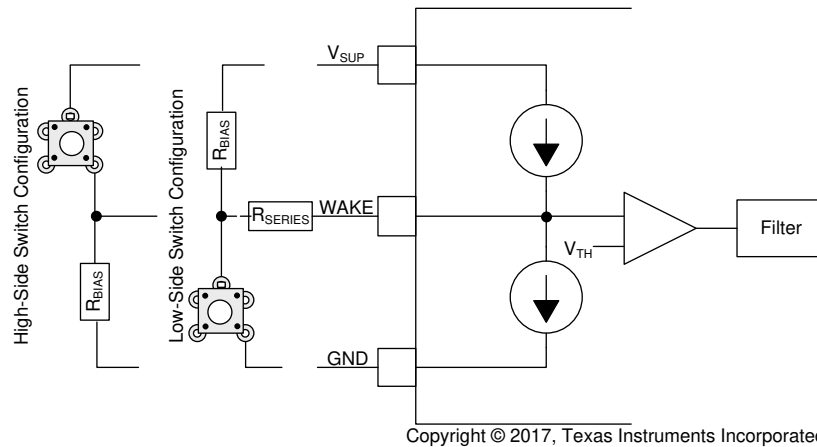 High-Side Switch Configuration
R_BIAS
Low-Side Switch Configuration
R_BIAS
R_SERIES
V_SUP
WAKE
GND
V_TH
Filter
Copyright © 2017, Texas Instruments Incorporated